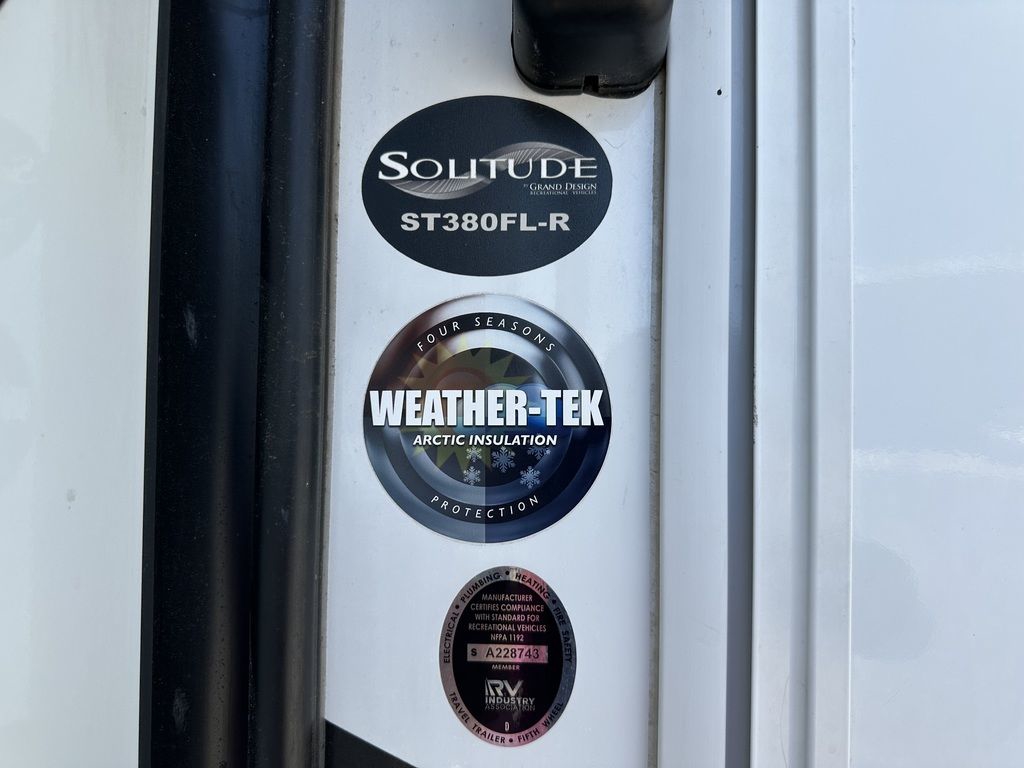 SOLITUDE
BY GRAND DESIGN
RECREATIONAL VEHICLES
ST380FL-R
FOUR SEASONS
WEATHER-TEK
ARCTIC INSULATION
PROTECTION
ELECTRICAL • PLUMBING • HEATING • FIRE SAFETY
MANUFACTURER
CERTIFIES COMPLIANCE
WITH STANDARD FOR
RECREATIONAL VEHICLES
NFPA 1192
S A228743
MEMBER
RV
INDUSTRY
ASSOCIATION
D
TRAVEL TRAILER • FIFTH WHEEL